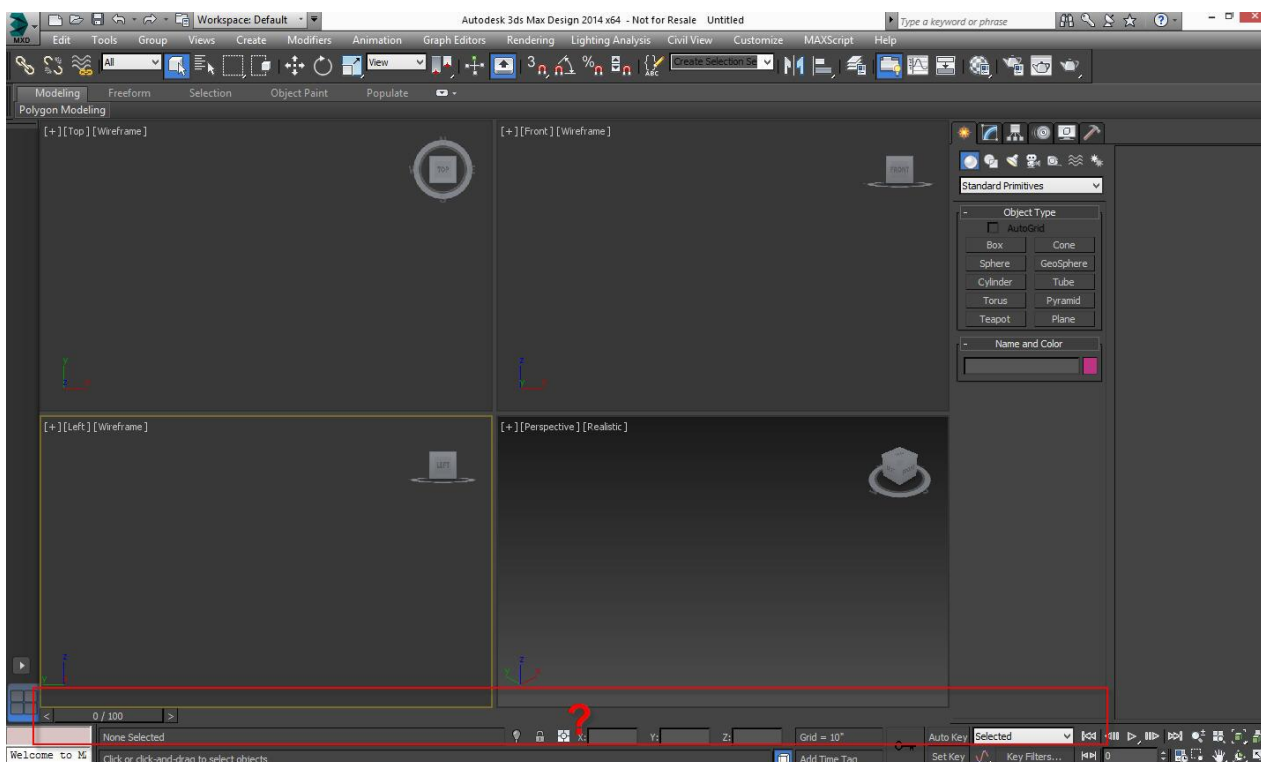 Workspace: Default
Autodesk 3ds Max Design 2014 x64 - Not for Resale Untitled
Type a keyword or phrase
MXD
Edit Tools Group Views Create Modifiers Animation Graph Editors Rendering Lighting Analysis Civil View Customize MAXScript Help
All
View
Create Selection Se
Modeling Freeform Selection Object Paint Populate
Polygon Modeling
[+][Top][Wireframe]
TOP
[+][Front][Wireframe]
FRONT
Standard Primitives
- Object Type
AutoGrid
Box Cone
Sphere GeoSphere
Cylinder Tube
Torus Pyramid
Teapot Plane
- Name and Color
[+][Left][Wireframe]
LEFT
[+][Perspective][Realistic]
< 0 / 100 >
?
None Selected X: Y: Z: Grid = 10" Auto Key Selected
Welcome to M Click or click-and-drag to select objects Add Time Tag Set Key Key Filters... 0